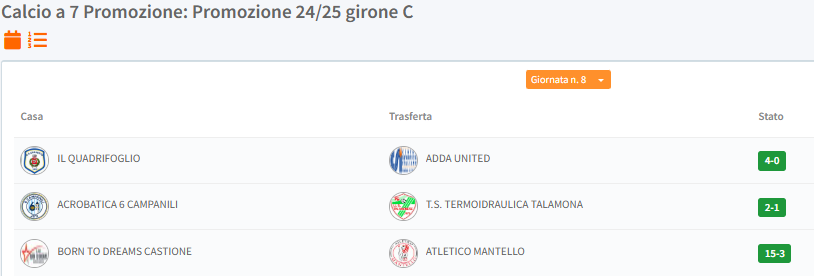 Calcio a 7 Promozione: Promozione 24/25 girone C
Giornata n. 8
Casa Trasferta Stato
IL QUADRIFOGLIO ADDA UNITED 4-0
ACROBATICA 6 CAMPANILI T.S. TERMOIDRAULICA TALAMONA 2-1
BORN TO DREAMS CASTIONE ATLETICO MANTELLO 15-3